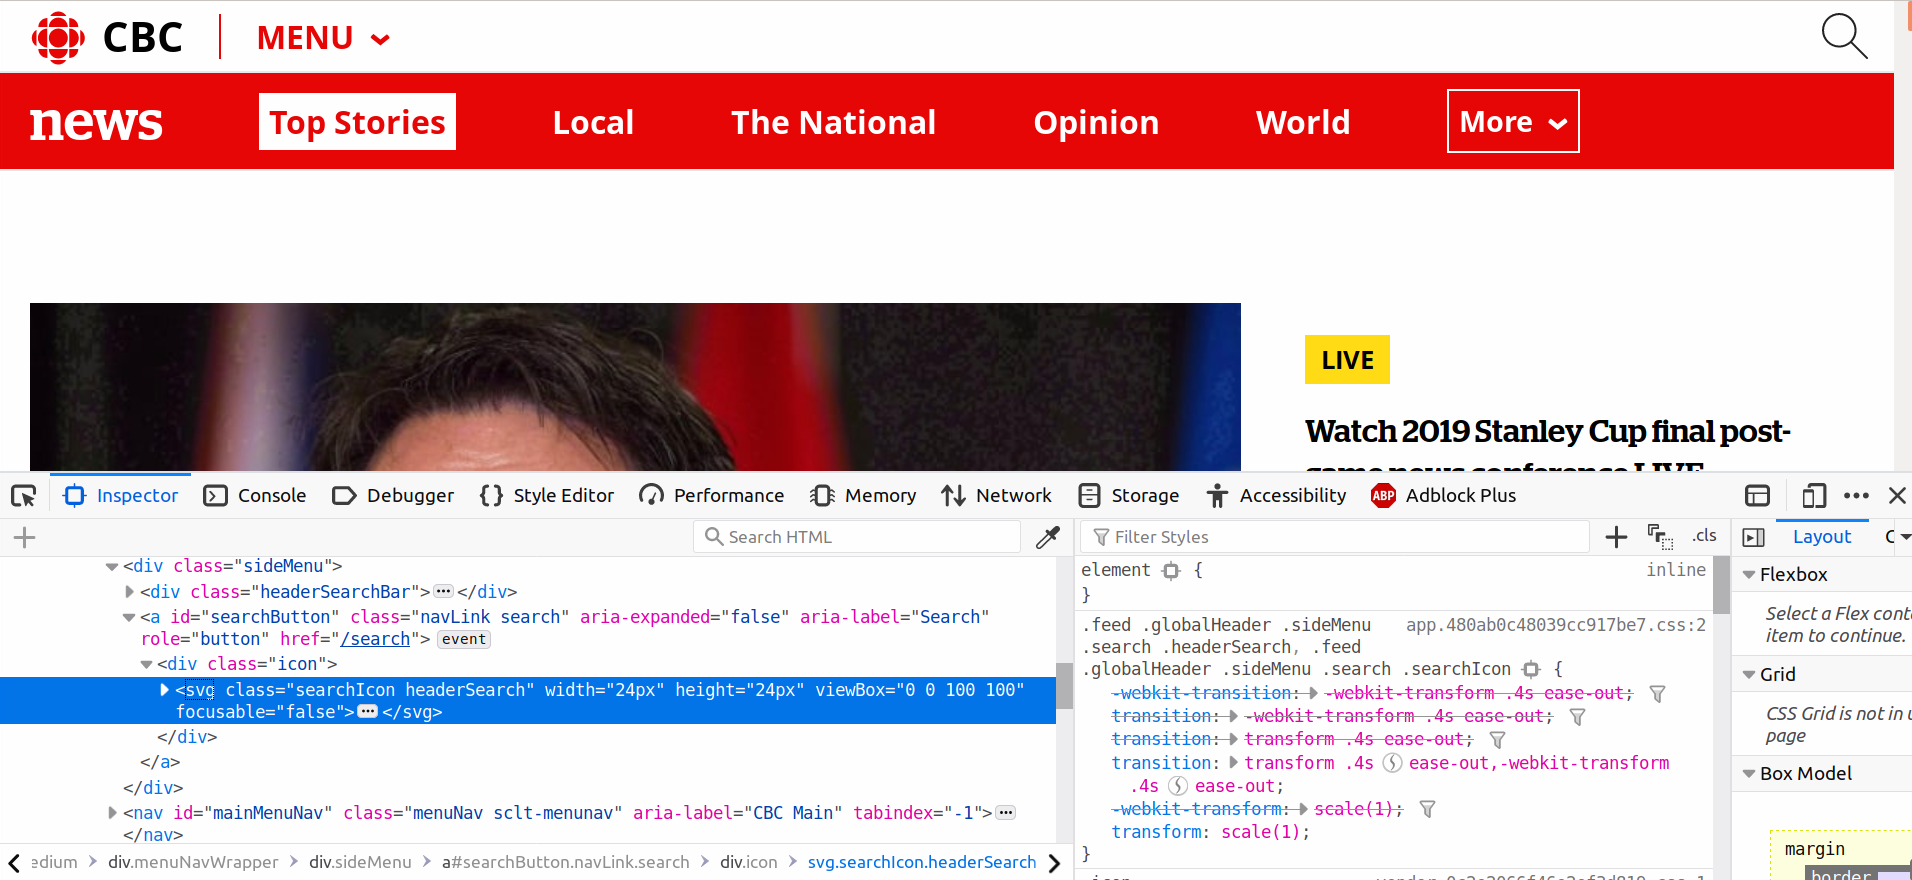 CBC MENU
news Top Stories Local The National Opinion World More
LIVE
Watch 2019 Stanley Cup final post-
game news conference LIVE
Inspector Console Debugger Style Editor Performance Memory Network Storage Accessibility ABP Adblock Plus
Search HTML
Filter Styles
.cls
Layout
<div class="sideMenu">
<div class="headerSearchBar"></div>
<a id="searchButton" class="navLink search" aria-expanded="false" aria-label="Search"
role="button" href="/search"> event
<div class="icon">
<svg class="searchIcon headerSearch" width="24px" height="24px" viewBox="0 0 100 100"
focusable="false"></svg>
</div>
</a>
</div>
<nav id="mainMenuNav" class="menuNav sclt-menunav" aria-label="CBC Main" tabindex="-1">
</nav>
edium div.menuNavWrapper div.sideMenu a#searchButton.navLink.search div.icon svg.searchIcon.headerSearch
element { inline
}
.feed .globalHeader .sideMenu app.480ab0c48039cc917be7.css:2
.search .headerSearch, .feed
.globalHeader .sideMenu .search .searchIcon {
-webkit-transition: -webkit-transform .4s ease-out;
transition: -webkit-transform .4s ease-out;
transition: transform .4s ease-out;
transition: transform .4s ease-out,-webkit-transform
.4s ease-out;
-webkit-transform: scale(1);
transform: scale(1);
}
Flexbox
Select a Flex cont
item to continue.
Grid
CSS Grid is not in u
page
Box Model
margin
border